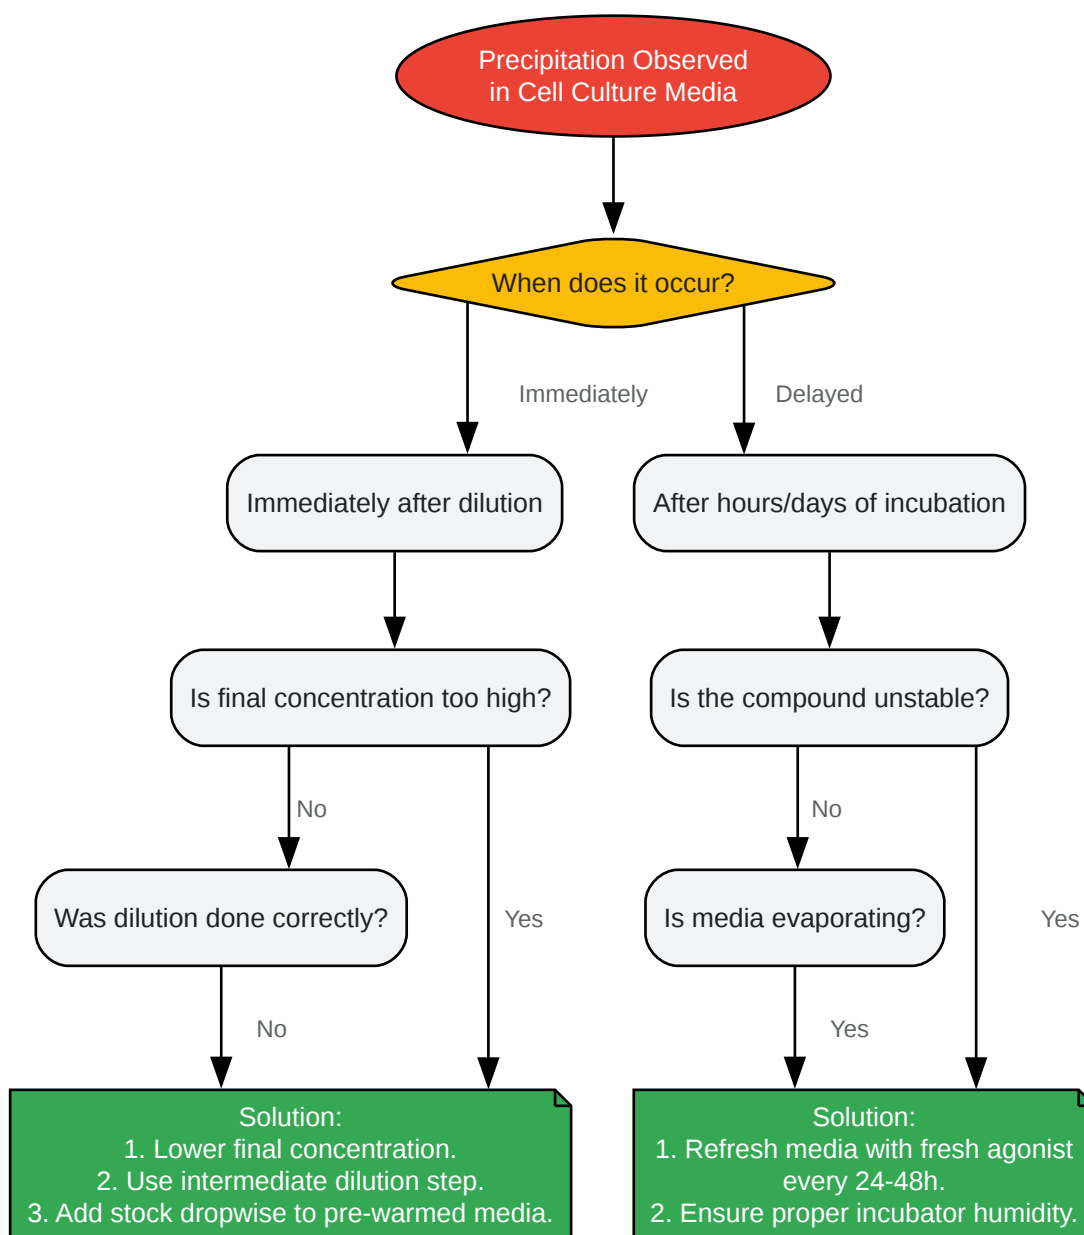 Precipitation Observed
in Cell Culture Media
When does it occur?
Immediately
Delayed
Immediately after dilution
After hours/days of incubation
Is final concentration too high?
Is the compound unstable?
No
No
Was dilution done correctly?
Yes
Is media evaporating?
Yes
No
Yes
Solution:
1. Lower final concentration.
2. Use intermediate dilution step.
3. Add stock dropwise to pre-warmed media.
Solution:
1. Refresh media with fresh agonist
every 24-48h.
2. Ensure proper incubator humidity.